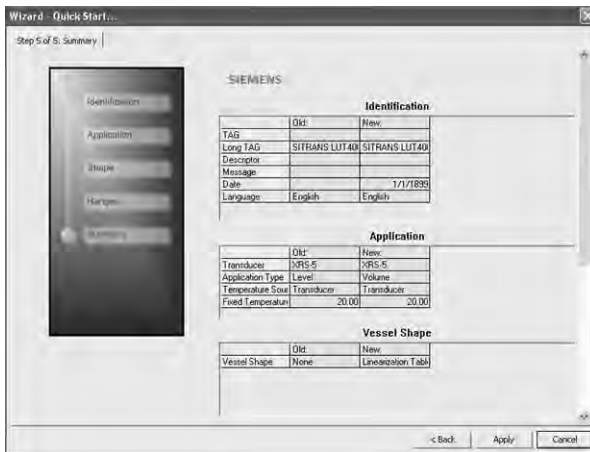 Wizard - Quick Start...
Step 5 of 5: Summary
Identification
Application
Shape
Ranges
Summary
SIEMENS
Identification
Old: New:
TAG
Long TAG SITRANS LUT40 SITRANS LUT40
Descriptor
Message
Date 1/1/1899
Language English English
Application
Old: New:
Transducer XRS-5 XRS-5
Application Type Level Volume
Temperature Sour Transducer Transducer
Fixed Temperature 20.00 20.00
Vessel Shape
Old: New:
Vessel Shape None Linearization Table
< Back Apply Cancel